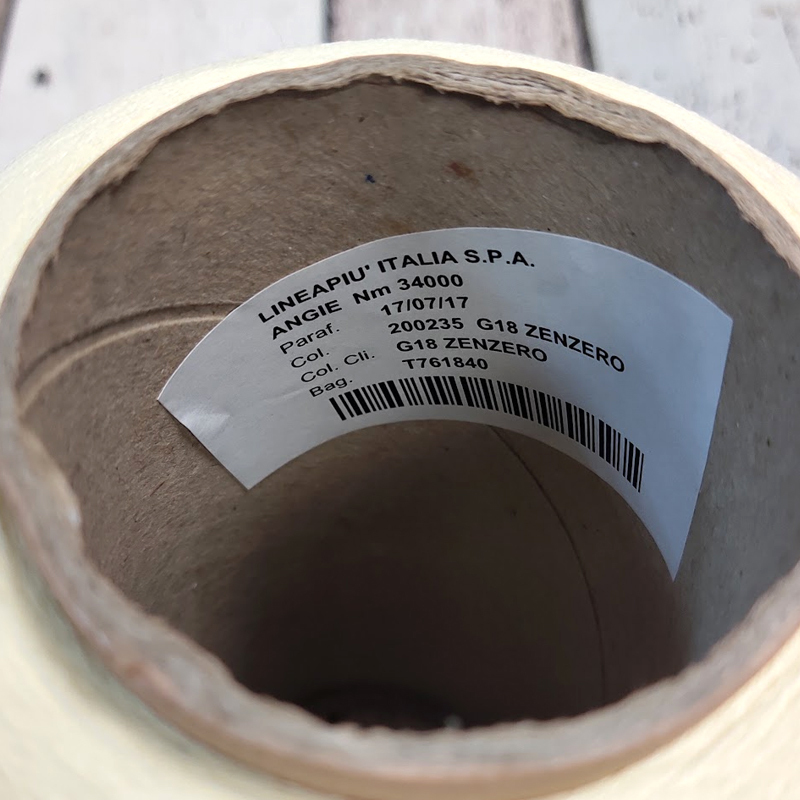 LINEAPIU' ITALIA S.P.A.
ANGIE Nm 34000
Paraf. 17/07/17
Col. 200235 G18 ZENZERO
Col. Cli. G18 ZENZERO
Bag. T761840